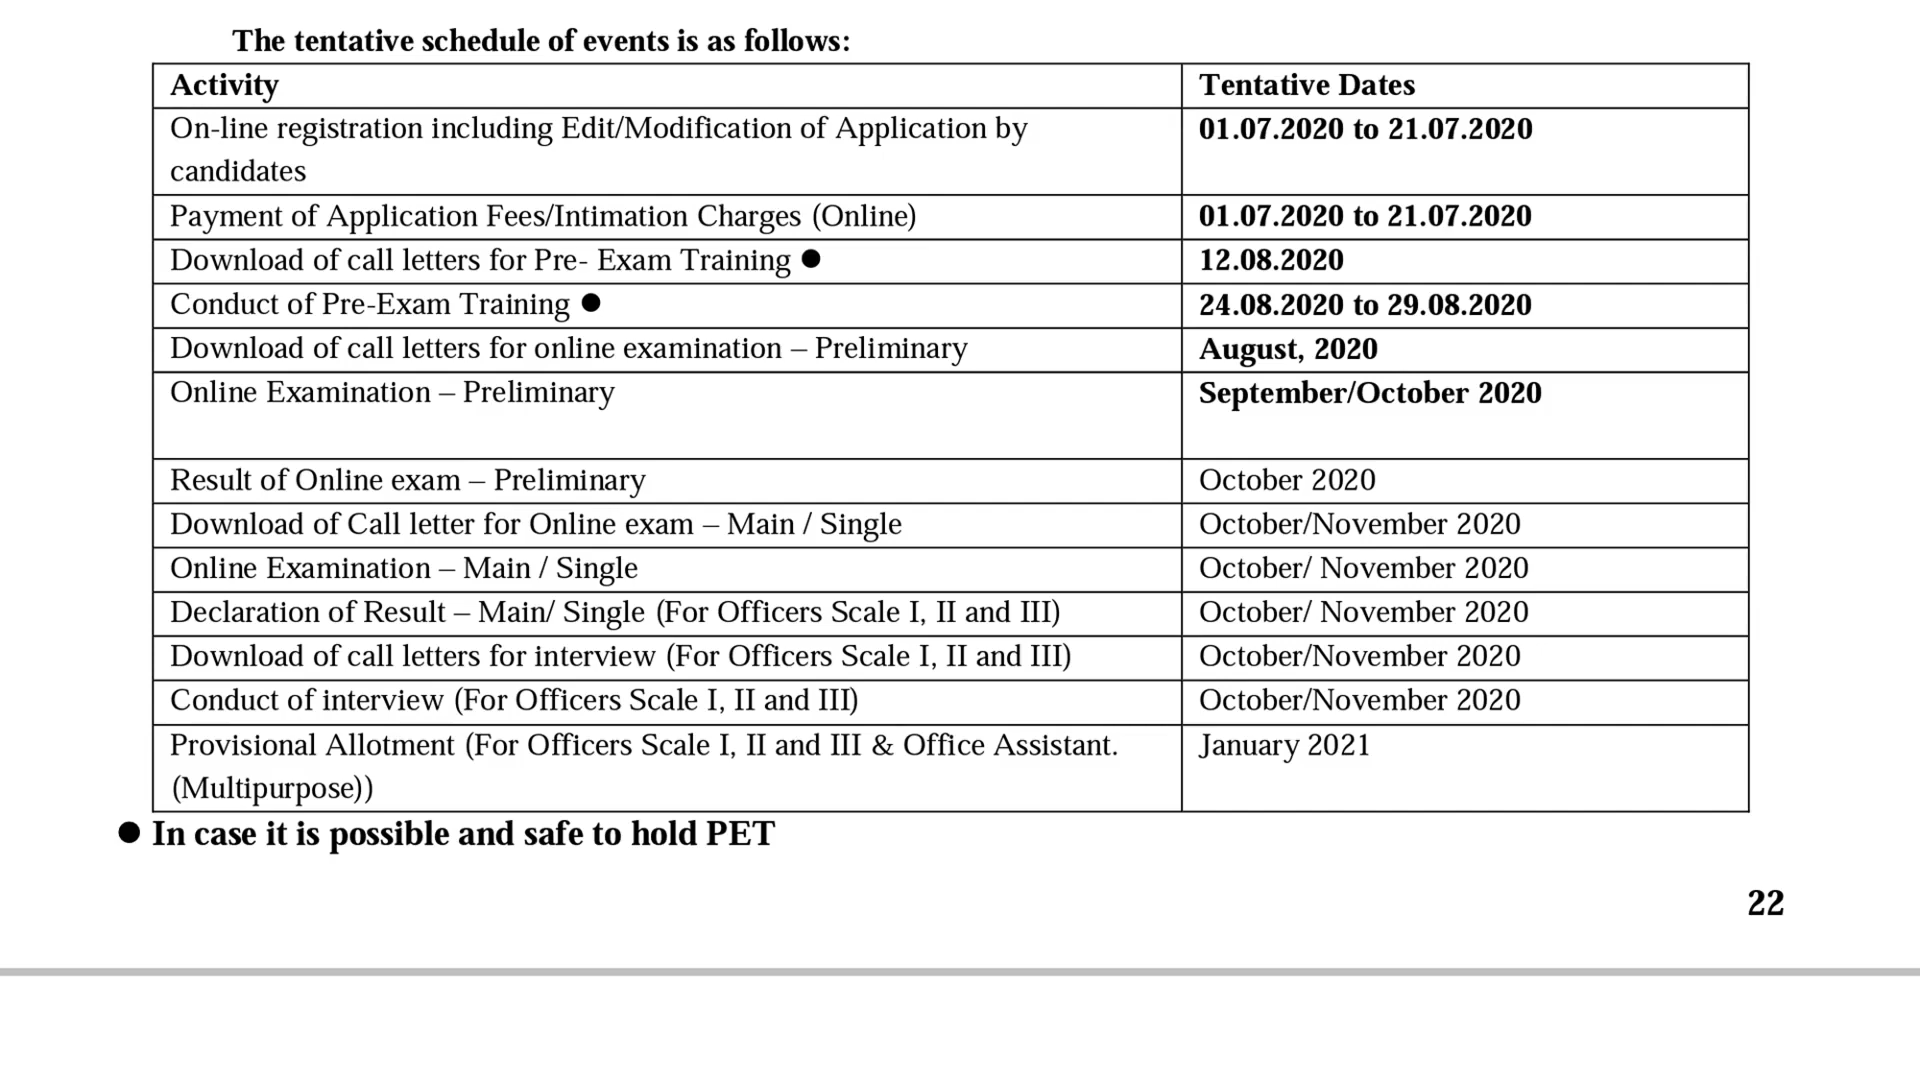 The tentative schedule of events is as follows:
Activity Tentative Dates
On-line registration including Edit/Modification of Application by 01.07.2020 to 21.07.2020
candidates
Payment of Application Fees/Intimation Charges (Online) 01.07.2020 to 21.07.2020
Download of call letters for Pre- Exam Training ● 12.08.2020
Conduct of Pre-Exam Training ● 24.08.2020 to 29.08.2020
Download of call letters for online examination – Preliminary August, 2020
Online Examination – Preliminary September/October 2020
Result of Online exam – Preliminary October 2020
Download of Call letter for Online exam – Main / Single October/November 2020
Online Examination – Main / Single October/ November 2020
Declaration of Result – Main/ Single (For Officers Scale I, II and III) October/ November 2020
Download of call letters for interview (For Officers Scale I, II and III) October/November 2020
Conduct of interview (For Officers Scale I, II and III) October/November 2020
Provisional Allotment (For Officers Scale I, II and III & Office Assistant. January 2021
(Multipurpose))
● In case it is possible and safe to hold PET
22